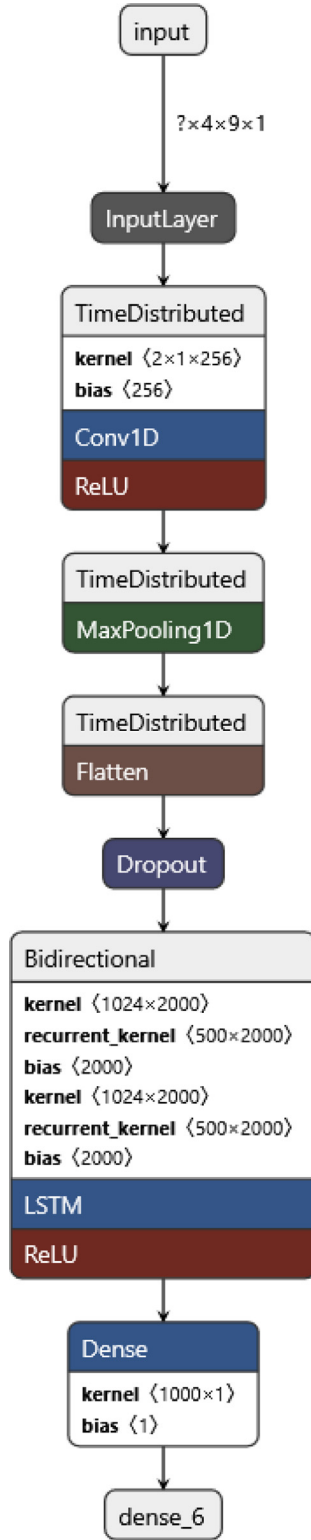 input
?×4×9×1
InputLayer
TimeDistributed
kernel ⟨2×1×256⟩
bias ⟨256⟩
Conv1D
ReLU
TimeDistributed
MaxPooling1D
TimeDistributed
Flatten
Dropout
Bidirectional
kernel ⟨1024×2000⟩
recurrent_kernel ⟨500×2000⟩
bias ⟨2000⟩
kernel ⟨1024×2000⟩
recurrent_kernel ⟨500×2000⟩
bias ⟨2000⟩
LSTM
ReLU
Dense
kernel ⟨1000×1⟩
bias ⟨1⟩
dense_6